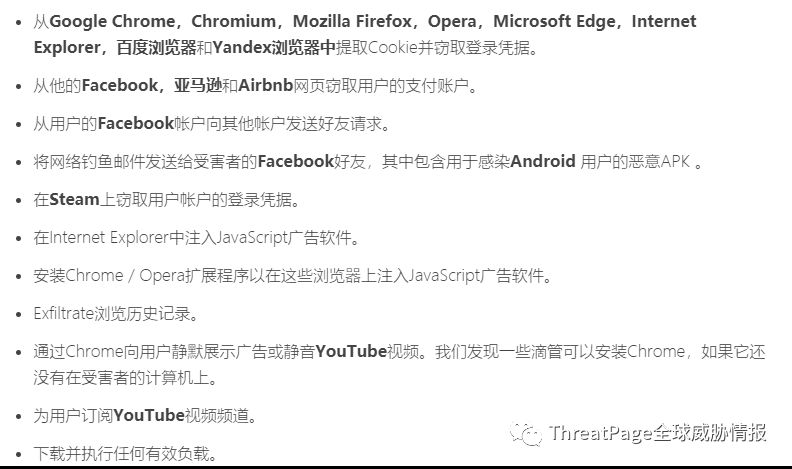 从Google Chrome，Chromium，Mozilla Firefox，Opera，Microsoft Edge，Internet
Explorer，百度浏览器和Yandex浏览器中提取Cookie并窃取登录凭据。
从他的Facebook，亚马逊和Airbnb网页窃取用户的支付账户。
从用户的Facebook帐户向其他帐户发送好友请求。
将网络钓鱼邮件发送给受害者的Facebook好友，其中包含用于感染Android 用户的恶意APK 。
在Steam上窃取用户帐户的登录凭据。
在Internet Explorer中注入JavaScript广告软件。
安装Chrome / Opera扩展程序以在这些浏览器上注入JavaScript广告软件。
Exfiltrate浏览历史记录。
通过Chrome向用户静默展示广告或静音YouTube视频。我们发现一些滴管可以安装Chrome，如果它还
没有在受害者的计算机上。
为用户订阅YouTube视频频道。
ThreatPage全球威胁情报
下载并执行任何有效负载。